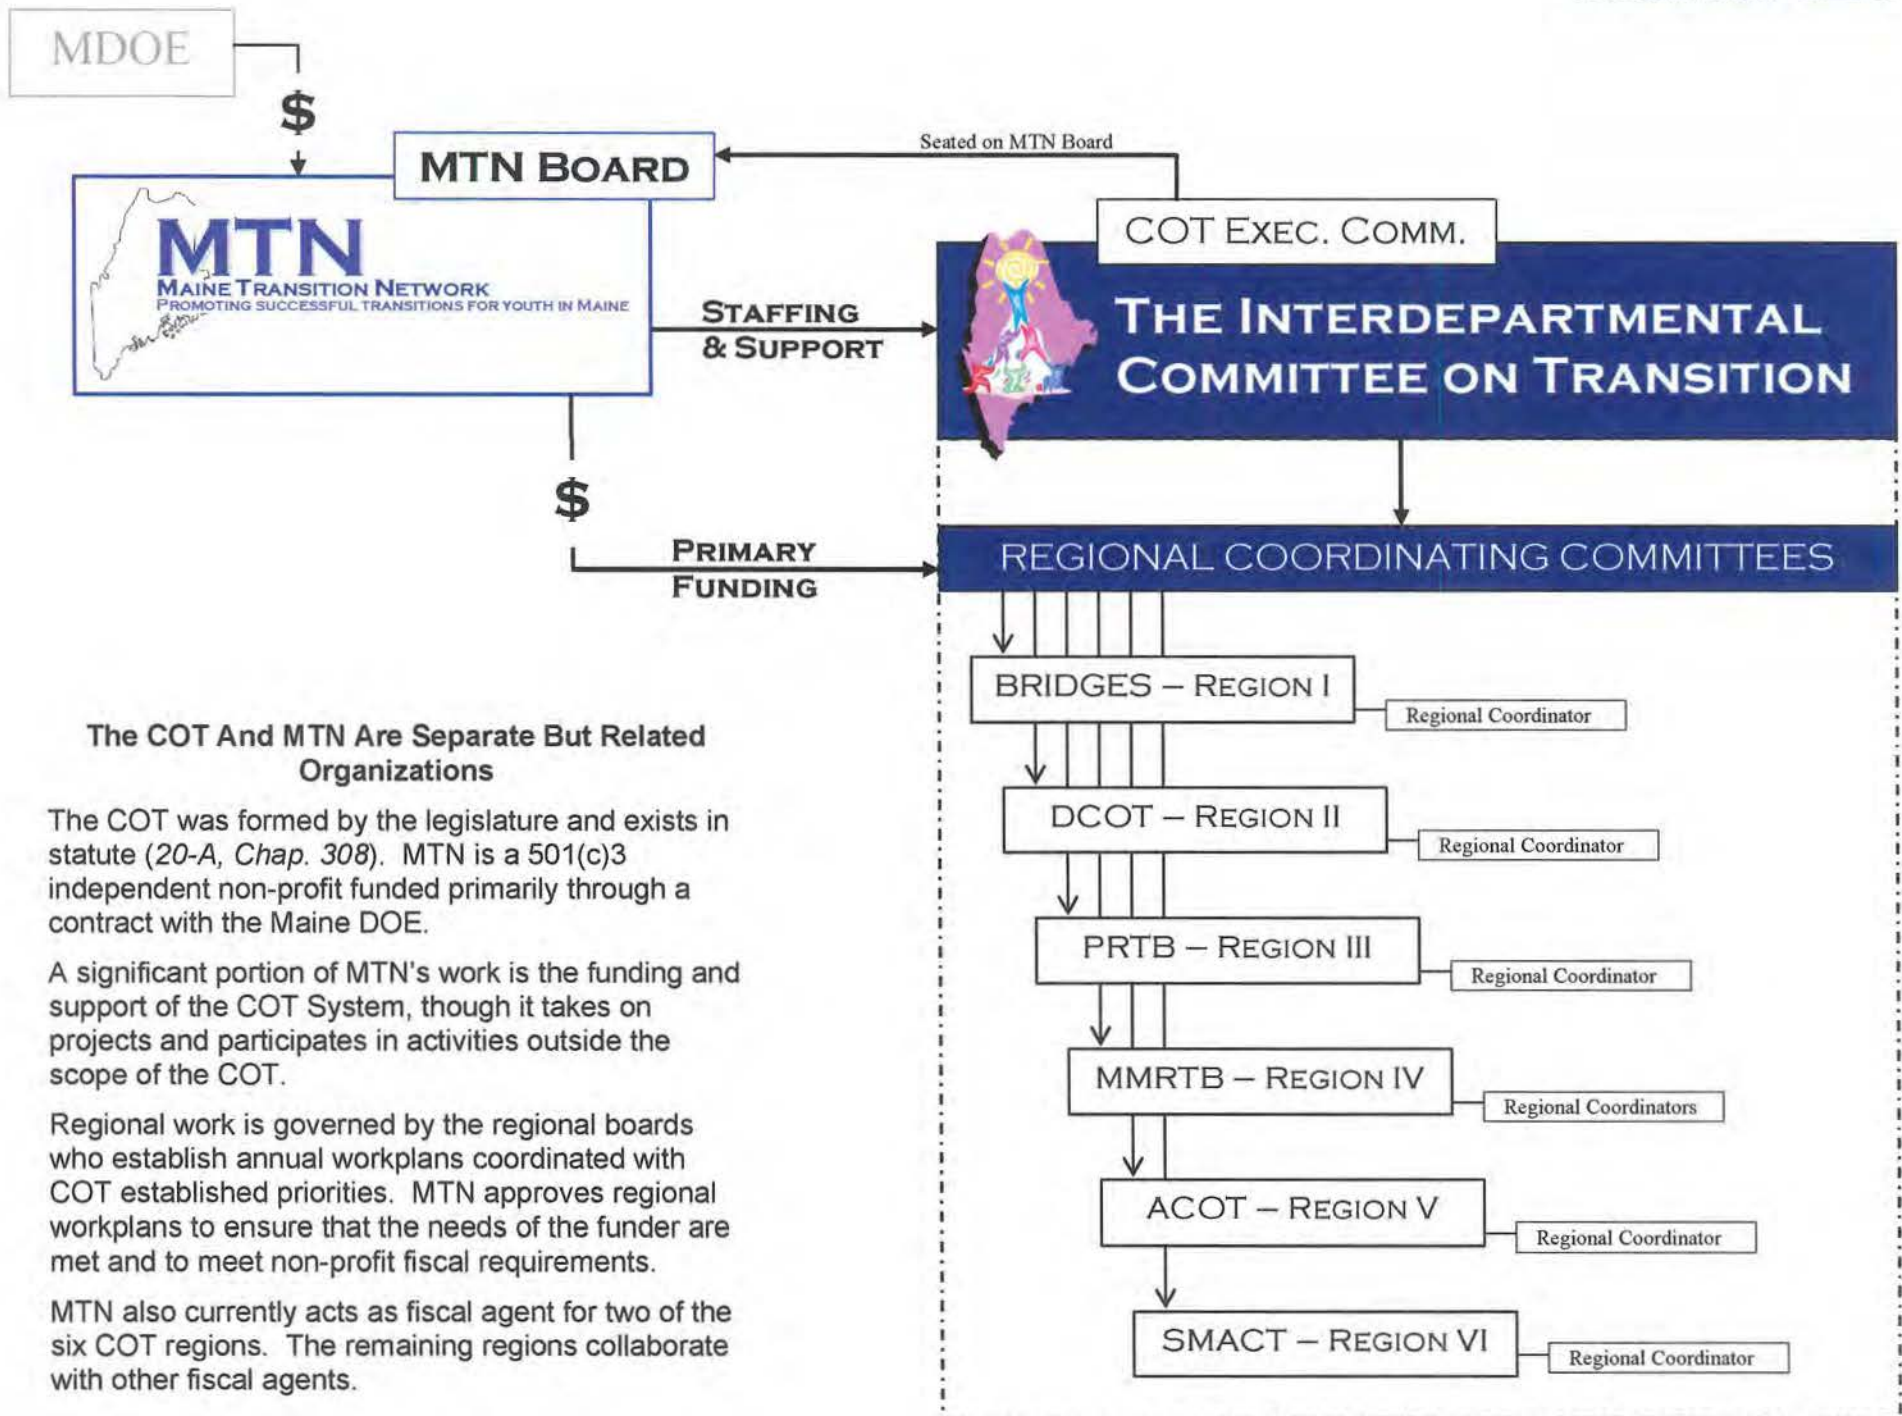 MDOE
$
MTN BOARD
Seated on MTN Board
COT EXEC. COMM.
MTN
MAINE TRANSITION NETWORK
PROMOTING SUCCESSFUL TRANSITIONS FOR YOUTH IN MAINE
STAFFING
& SUPPORT
THE INTERDEPARTMENTAL
COMMITTEE ON TRANSITION
$
PRIMARY
FUNDING
REGIONAL COORDINATING COMMITTEES
BRIDGES – REGION I
Regional Coordinator
DCOT – REGION II
Regional Coordinator
PRTB – REGION III
Regional Coordinator
MMRTB – REGION IV
Regional Coordinators
ACOT – REGION V
Regional Coordinator
SMACT – REGION VI
Regional Coordinator
The COT And MTN Are Separate But Related
Organizations
The COT was formed by the legislature and exists in
statute (20-A, Chap. 308). MTN is a 501(c)3
independent non-profit funded primarily through a
contract with the Maine DOE.
A significant portion of MTN's work is the funding and
support of the COT System, though it takes on
projects and participates in activities outside the
scope of the COT.
Regional work is governed by the regional boards
who establish annual workplans coordinated with
COT established priorities. MTN approves regional
workplans to ensure that the needs of the funder are
met and to meet non-profit fiscal requirements.
MTN also currently acts as fiscal agent for two of the
six COT regions. The remaining regions collaborate
with other fiscal agents.